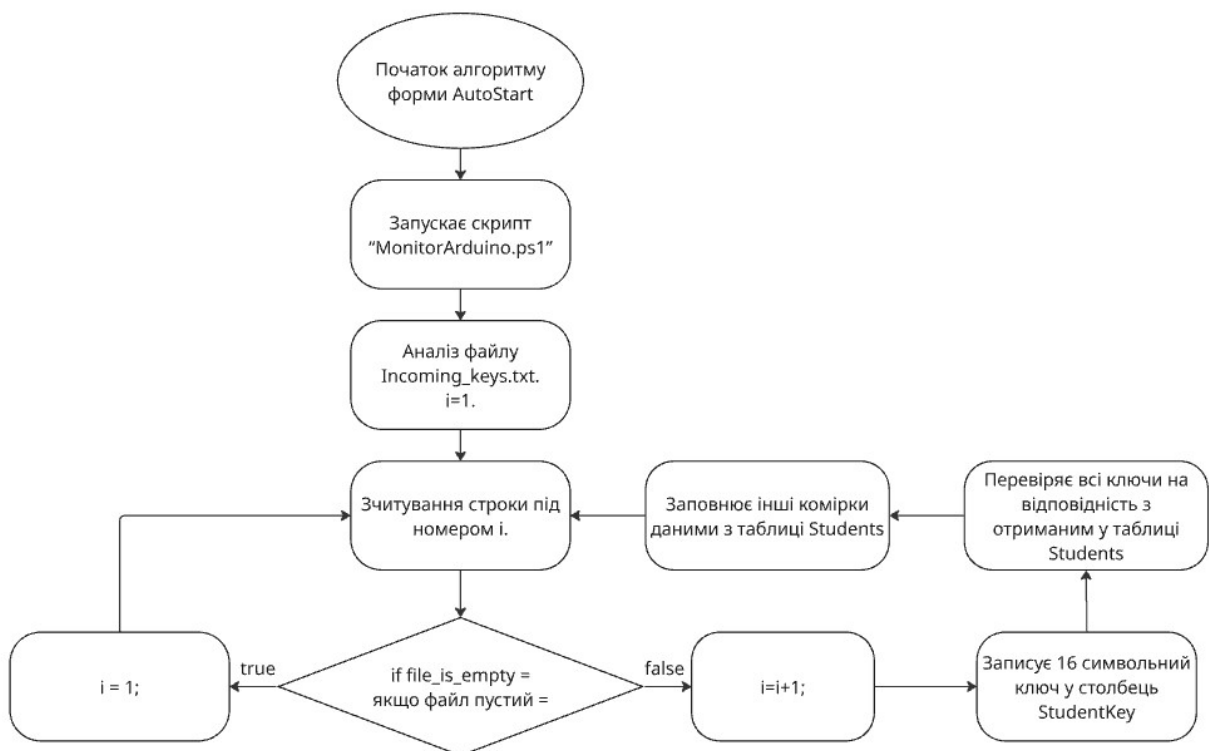 Початок алгоритму
форми AutoStart
Запускає скрипт
“MonitorArduino.ps1”
Аналіз файлу
Incoming_keys.txt.
i=1.
Зчитування строки під
номером i.
Заповнює інші комірки
даними з таблиці Students
Перевіряє всі ключи на
відповідність з
отриманим у таблиці
Students
i = 1;
true
if file_is_empty =
якщо файл пустий =
false
i=i+1;
Записує 16 символьний
ключ у столбець
StudentKey